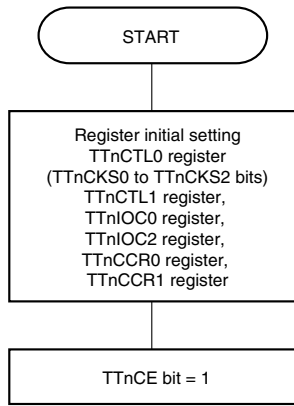 START
Register initial setting
TTnCTL0 register
(TTnCKS0 to TTnCKS2 bits)
TTnCTL1 register,
TTnIOC0 register,
TTnIOC2 register,
TTnCCR0 register,
TTnCCR1 register
TTnCE bit = 1